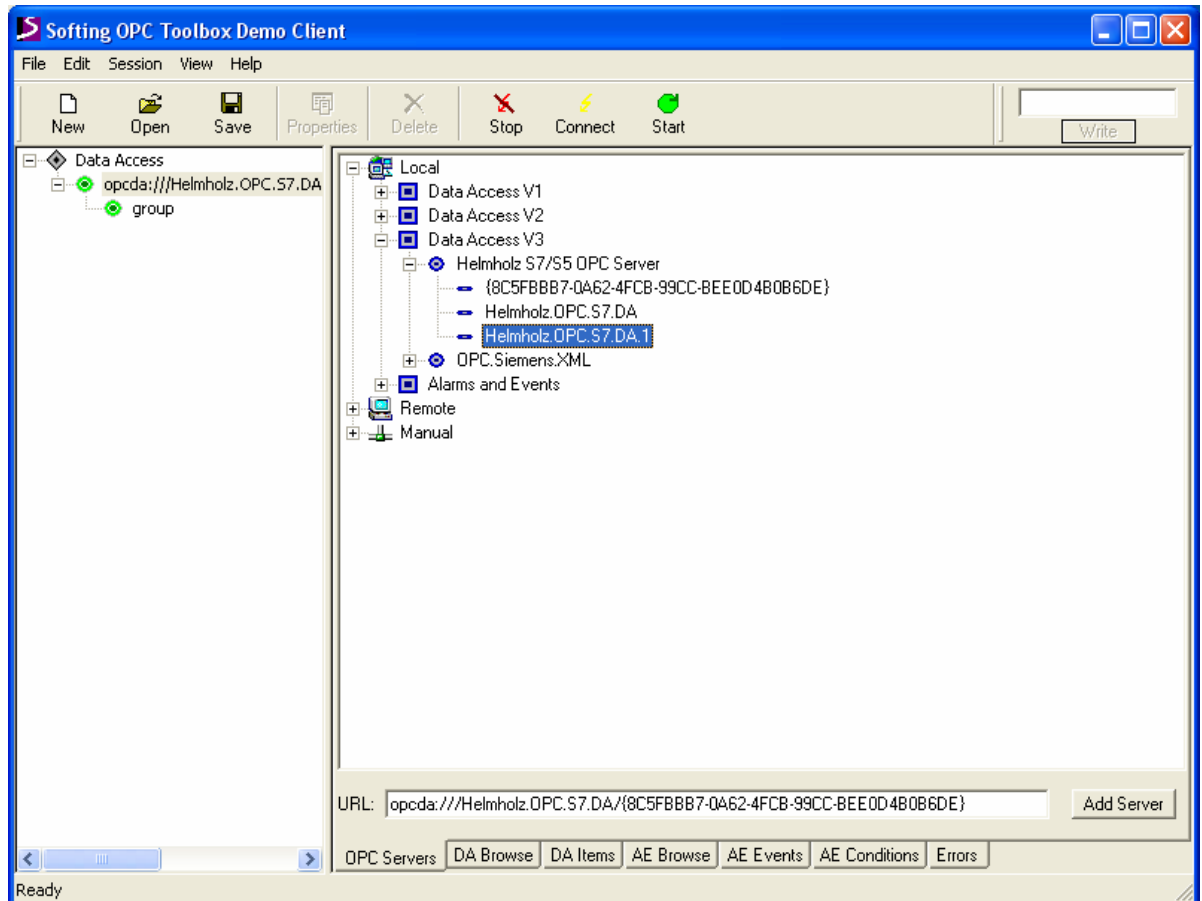 Softing OPC Toolbox Demo Client
File Edit Session View Help
New Open Save Properties Delete Stop Connect Start Write
Data Access
opcda:///Helmholz.OPC.S7.DA
group
Local
Data Access V1
Data Access V2
Data Access V3
Helmholz S7/S5 OPC Server
{8C5FBBB7-0A62-4FCB-99CC-BEE0D4B0B6DE}
Helmholz.OPC.S7.DA
Helmholz.OPC.S7.DA.1
OPC.Siemens.XML
Alarms and Events
Remote
Manual
URL: opcda:///Helmholz.OPC.S7.DA/{8C5FBBB7-0A62-4FCB-99CC-BEE0D4B0B6DE} Add Server
OPC Servers DA Browse DA Items AE Browse AE Events AE Conditions Errors
Ready